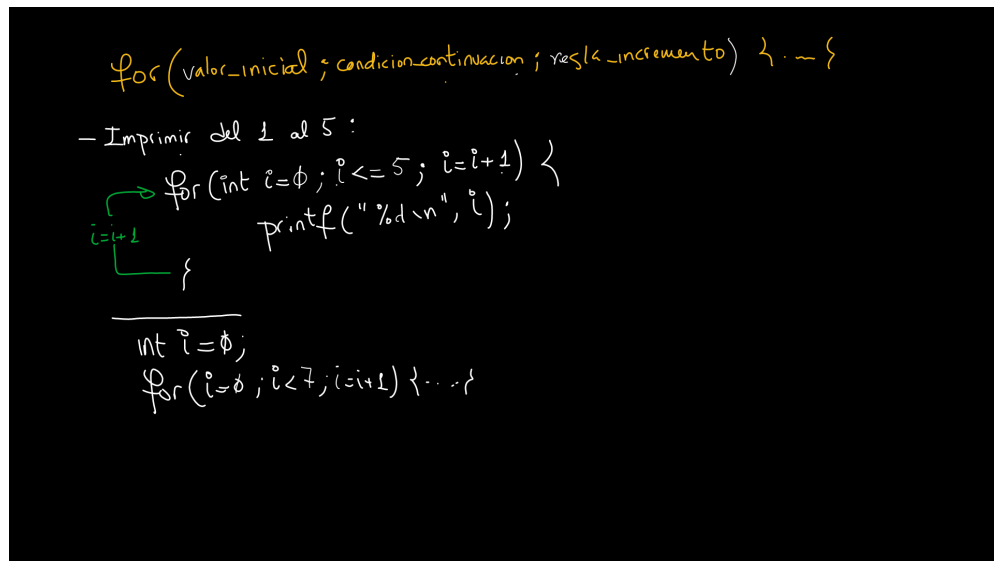 for(valor_inicial ; condicion_continuacion ; regla_incremento) { ... }
– Imprimir del 1 al 5 :
for(int i=0 ; i<=5 ; i=i+1) {
printf("%d\n", i);
i=i+1
}
int i=0;
for(i=0 ; i<7 ; i=i+1) {....}